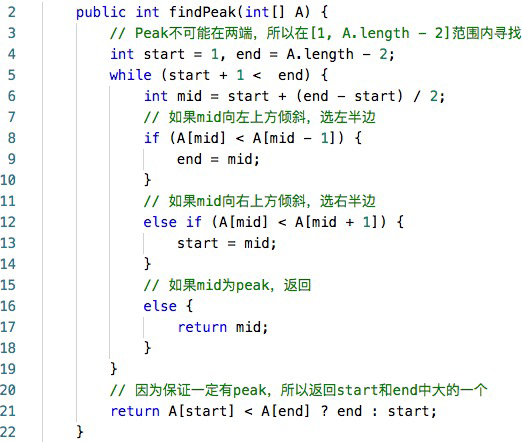 2 public int findPeak(int[] A) {
3 // Peak不可能在两端，所以在[1, A.length - 2]范围内寻找
4 int start = 1, end = A.length - 2;
5 while (start + 1 <  end) {
6 int mid = start + (end - start) / 2;
7 // 如果mid向左上方倾斜，选左半边
8 if (A[mid] < A[mid - 1]) {
9 end = mid;
10 }
11 // 如果mid向右上方倾斜，选右半边
12 else if (A[mid] < A[mid + 1]) {
13 start = mid;
14 }
15 // 如果mid为peak，返回
16 else {
17 return mid;
18 }
19 }
20 // 因为保证一定有peak，所以返回start和end中大的一个
21 return A[start] < A[end] ? end : start;
22 }